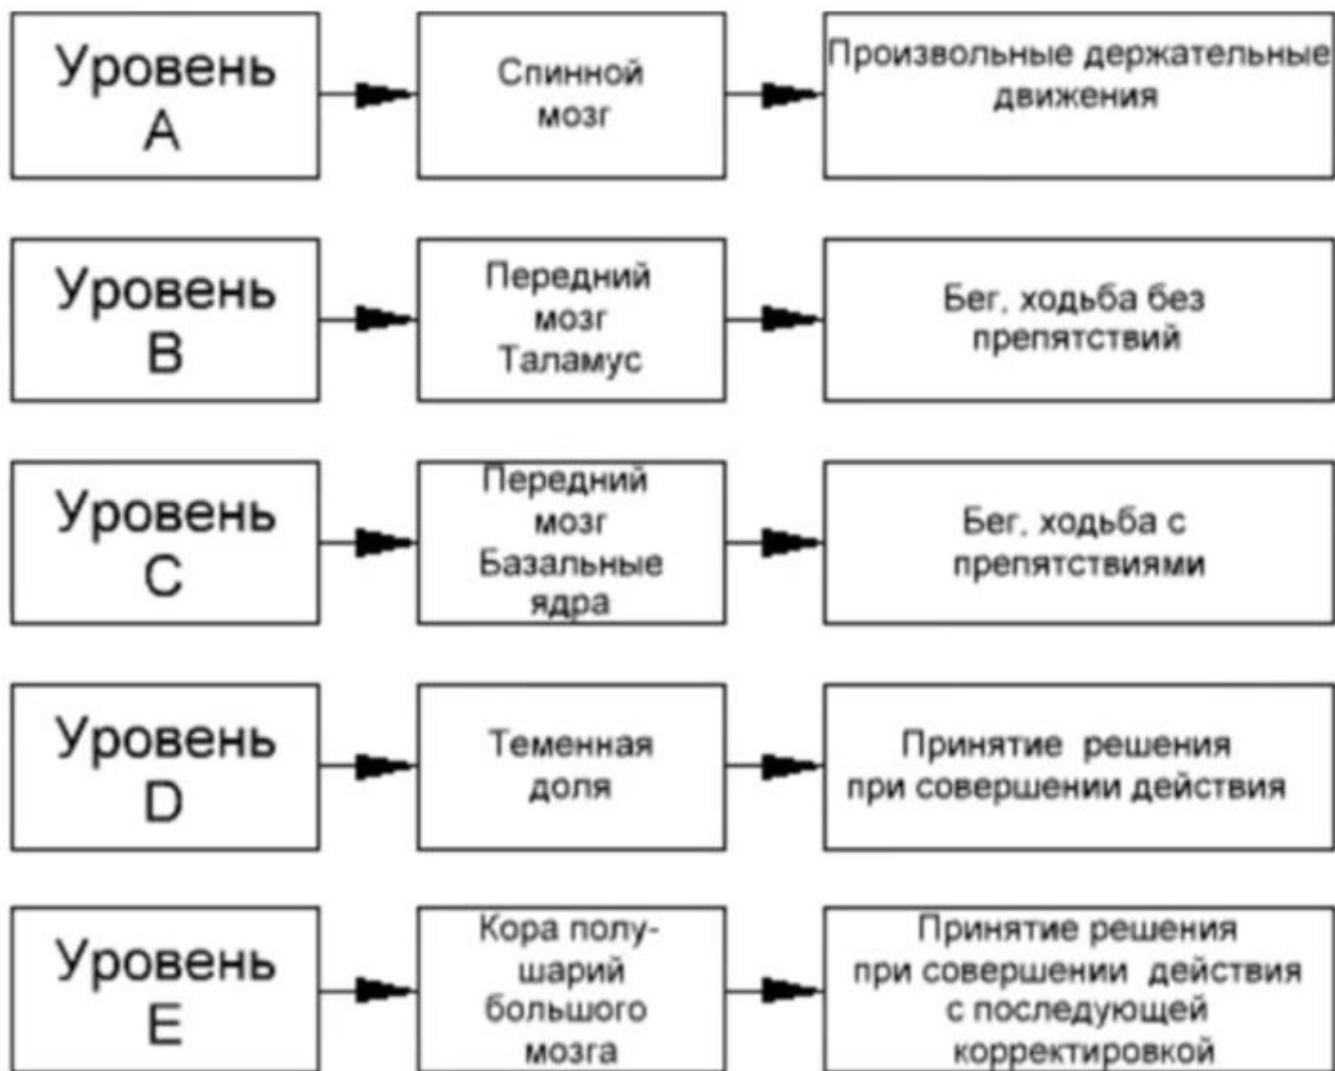 Уровень
A
Спинной
мозг
Произвольные держательные
движения
Уровень
B
Передний
мозг
Таламус
Бег, ходьба без
препятствий
Уровень
C
Передний
мозг
Базальные
ядра
Бег, ходьба с
препятствиями
Уровень
D
Теменная
доля
Принятие решения
при совершении действия
Уровень
E
Кора полу-
шарий
большого
мозга
Принятие решения
при совершении действия
с последующей
корректировкой